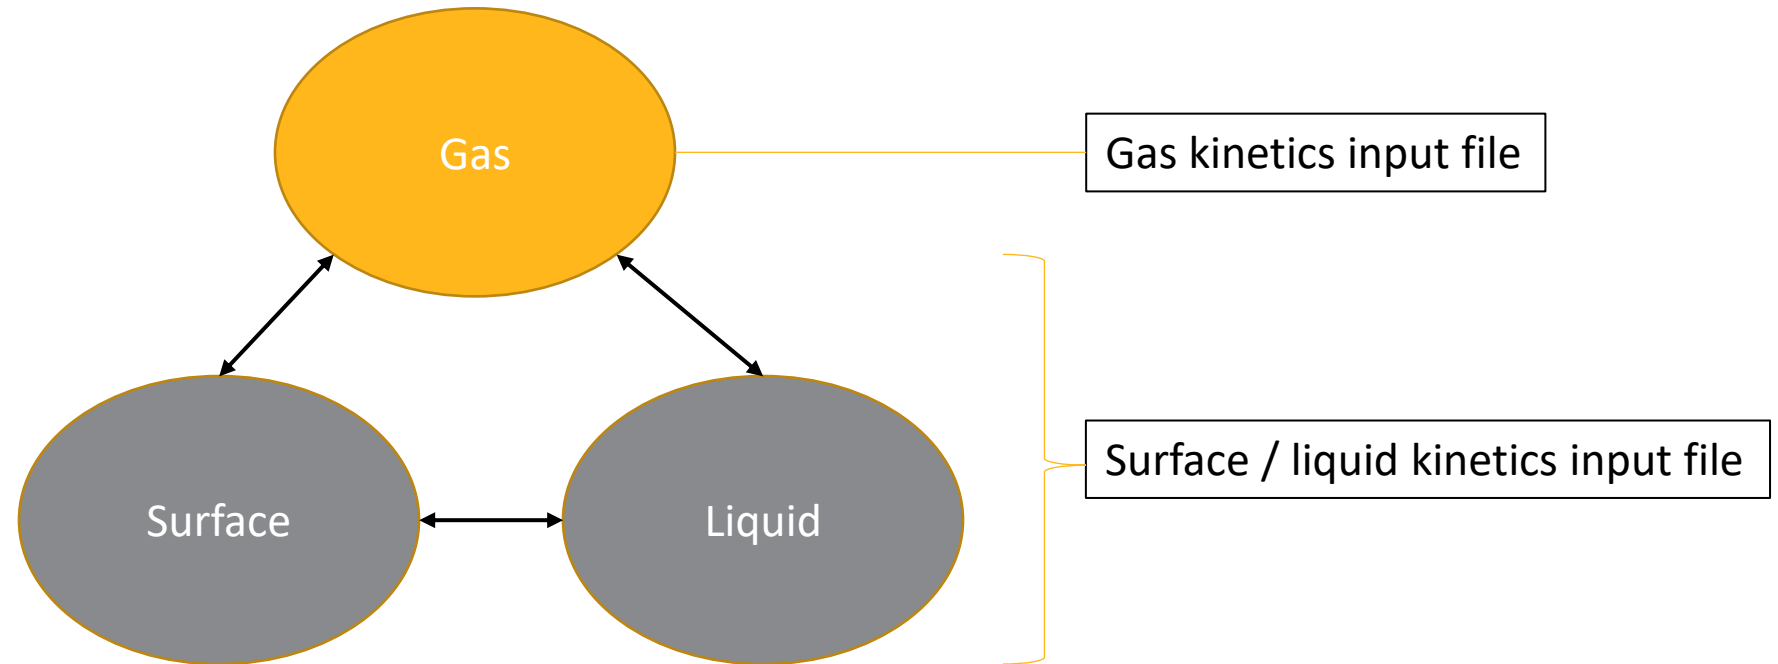 Gas
Gas kinetics input file
Surface / liquid kinetics input file
Surface
Liquid